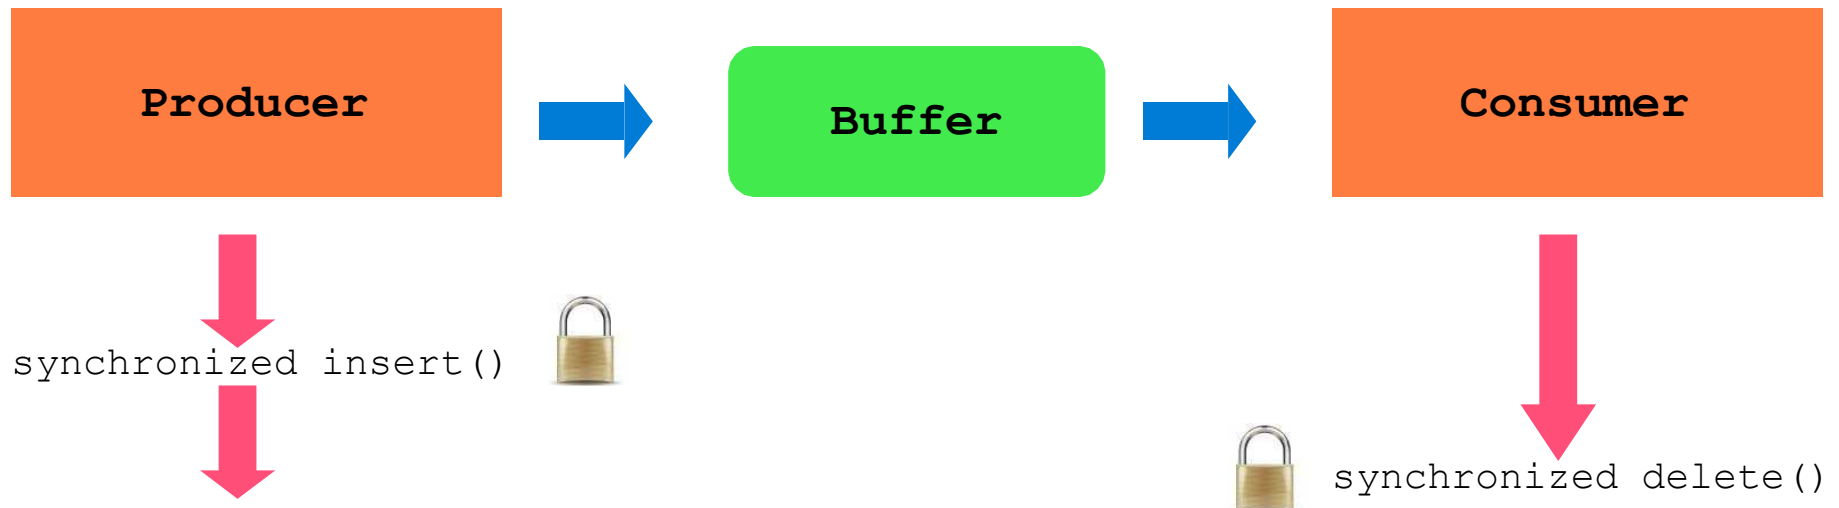 Producer
Buffer
Consumer
synchronized insert()
synchronized delete()